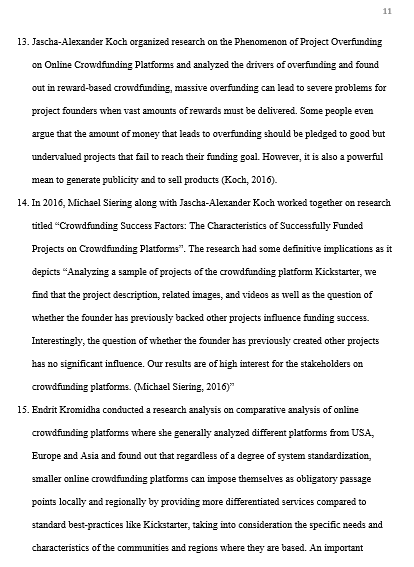 11
13. Jascha-Alexander Koch organized research on the Phenomenon of Project Overfunding
on Online Crowdfunding Platforms and analyzed the drivers of overfunding and found
out in reward-based crowdfunding, massive overfunding can lead to severe problems for
project founders when vast amounts of rewards must be delivered. Some people even
argue that the amount of money that leads to overfunding should be pledged to good but
undervalued projects that fail to reach their funding goal. However, it is also a powerful
mean to generate publicity and to sell products (Koch, 2016).
14. In 2016, Michael Siering along with Jascha-Alexander Koch worked together on research
titled “Crowdfunding Success Factors: The Characteristics of Successfully Funded
Projects on Crowdfunding Platforms”. The research had some definitive implications as it
depicts “Analyzing a sample of projects of the crowdfunding platform Kickstarter, we
find that the project description, related images, and videos as well as the question of
whether the founder has previously backed other projects influence funding success.
Interestingly, the question of whether the founder has previously created other projects
has no significant influence. Our results are of high interest for the stakeholders on
crowdfunding platforms. (Michael Siering, 2016)”
15. Endrit Kromidha conducted a research analysis on comparative analysis of online
crowdfunding platforms where she generally analyzed different platforms from USA,
Europe and Asia and found out that regardless of a degree of system standardization,
smaller online crowdfunding platforms can impose themselves as obligatory passage
points locally and regionally by providing more differentiated services compared to
standard best-practices like Kickstarter, taking into consideration the specific needs and
characteristics of the communities and regions where they are based. An important